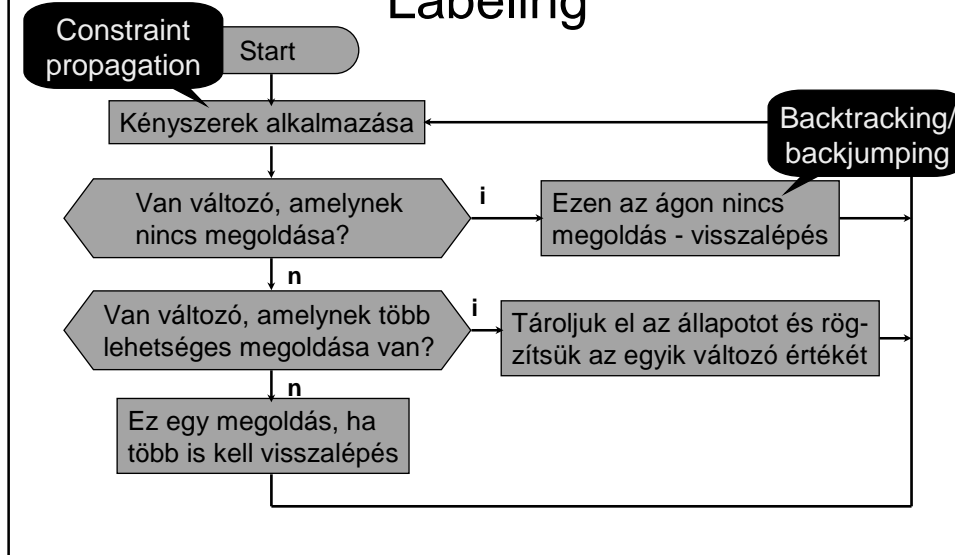 Labeling
Constraint
propagation
Start
Kényszerek alkalmazása
Backtracking/
backjumping
Van változó, amelynek
nincs megoldása?
i
Ezen az ágon nincs
megoldás - visszalépés
n
Van változó, amelynek több
lehetséges megoldása van?
i
Tároljuk el az állapotot és rög-
zítsük az egyik változó értékét
n
Ez egy megoldás, ha
több is kell visszalépés